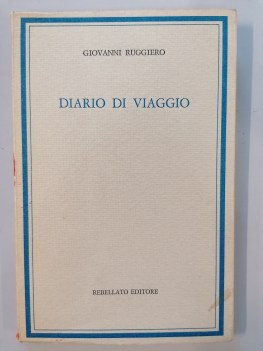 GIOVANNI RUGGIERO
DIARIO DI VIAGGIO
REBELLATO EDITORE